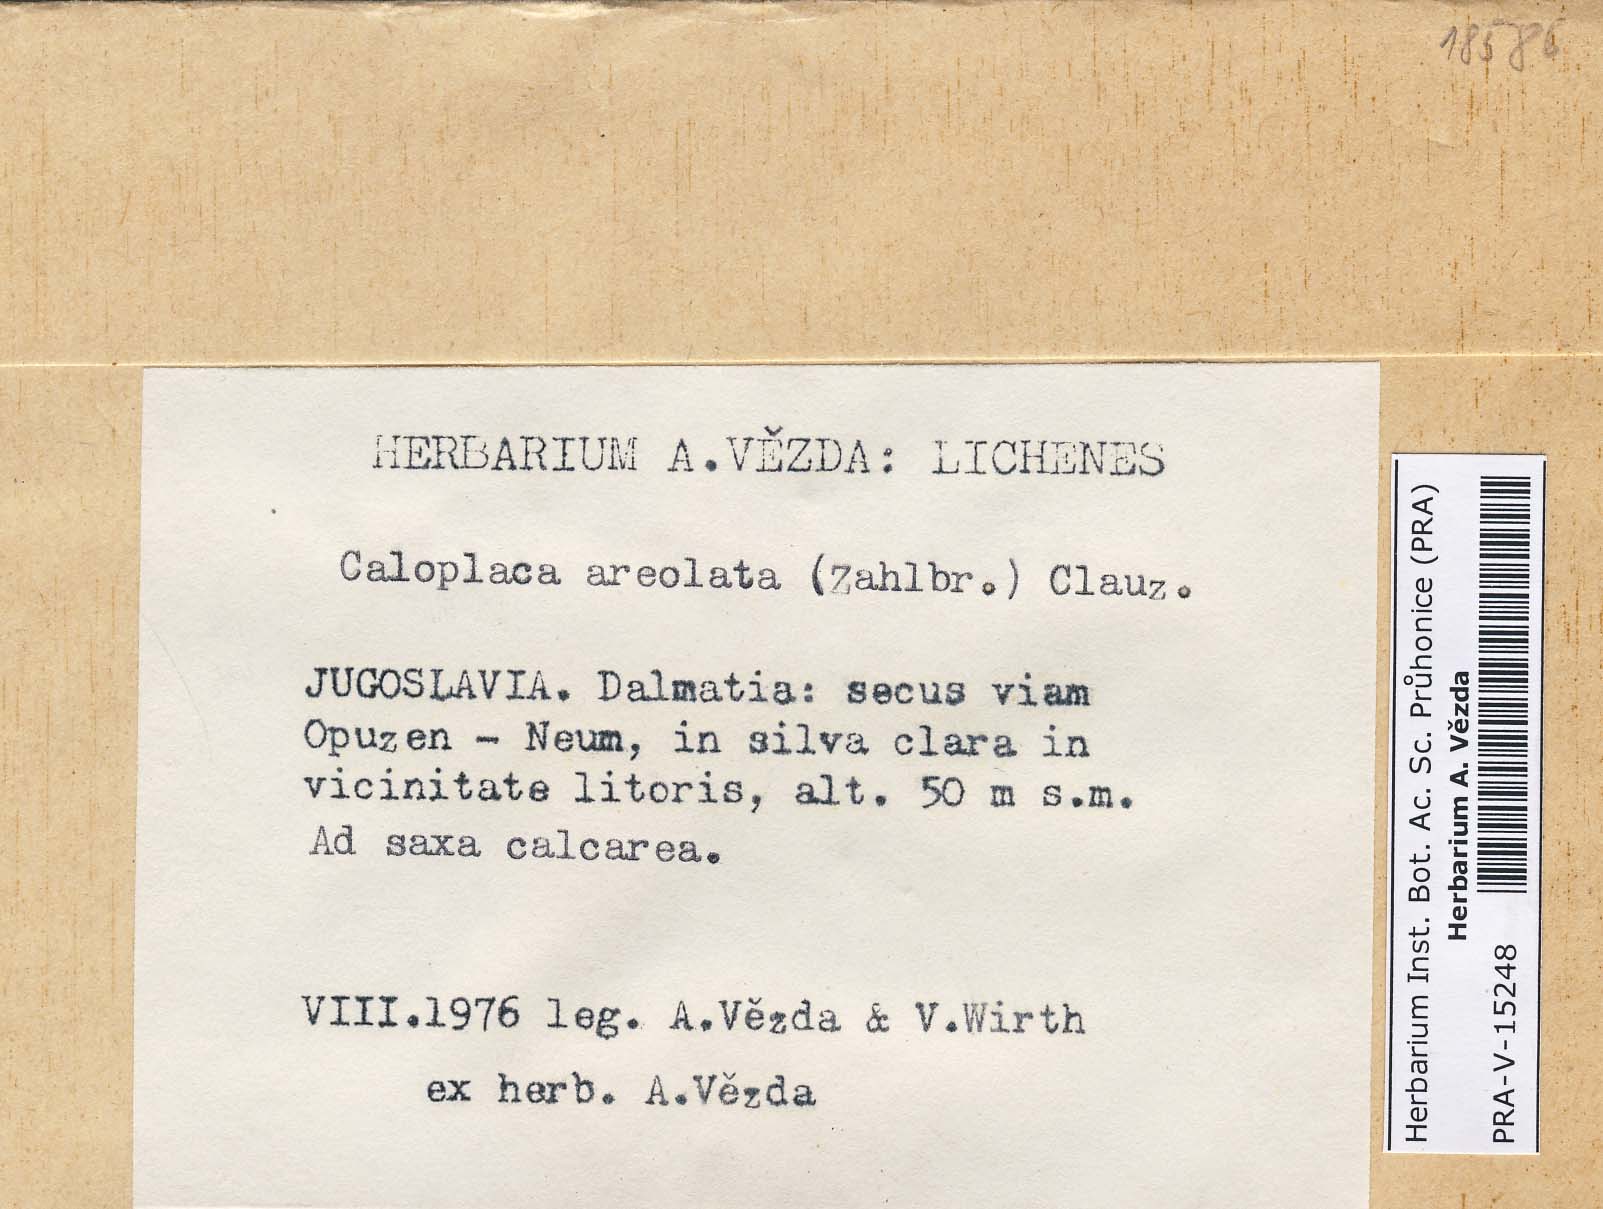 18586
HERBARIUM A.VĚZDA: LICHENES
Caloplaca areolata (Zahlbr.) Clauz.
JUGOSLAVIA. Dalmatia: secus viam
Opuzen - Neum, in silva clara in
vicinitate litoris, alt. 50 m s.m.
Ad saxa calcarea.
VIII.1976 leg. A.Vězda & V.Wirth
ex herb. A.Vězda
Herbarium Inst. Bot. Ac. Sc. Průhonice (PRA)
Herbarium A. Vězda
PRA-V-15248